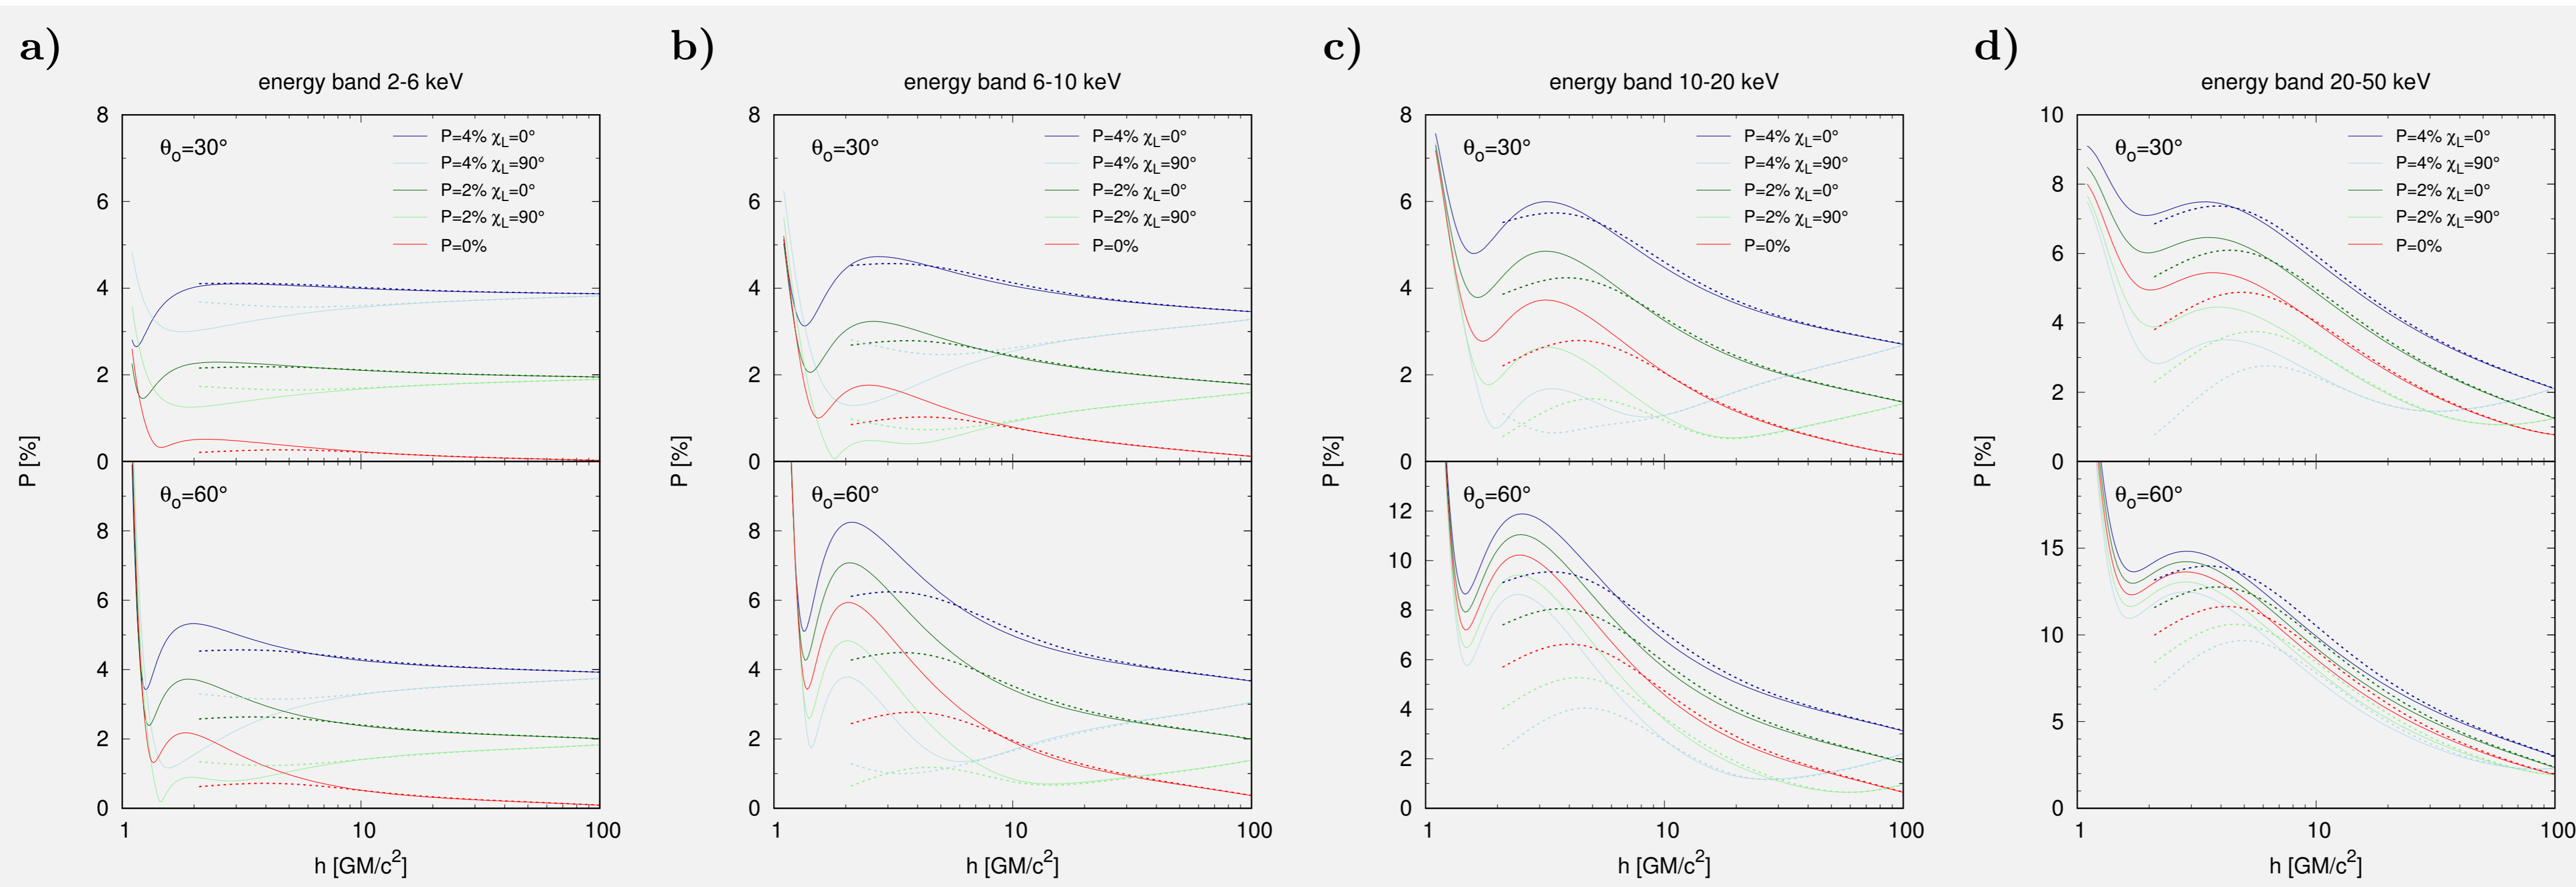 a)
energy band 2-6 keV
P [%]
8
6
4
2
0
θo=30°
P=4% χL=0°
P=4% χL=90°
P=2% χL=0°
P=2% χL=90°
P=0%
8
6
4
2
0
θo=60°
1 10 100
h [GM/c2]
b)
energy band 6-10 keV
P [%]
8
6
4
2
0
θo=30°
P=4% χL=0°
P=4% χL=90°
P=2% χL=0°
P=2% χL=90°
P=0%
8
6
4
2
0
θo=60°
1 10 100
h [GM/c2]
c)
energy band 10-20 keV
P [%]
8
6
4
2
0
θo=30°
P=4% χL=0°
P=4% χL=90°
P=2% χL=0°
P=2% χL=90°
P=0%
12
10
8
6
4
2
0
θo=60°
1 10 100
h [GM/c2]
d)
energy band 20-50 keV
P [%]
10
8
6
4
2
0
θo=30°
P=4% χL=0°
P=4% χL=90°
P=2% χL=0°
P=2% χL=90°
P=0%
15
10
5
0
θo=60°
1 10 100
h [GM/c2]